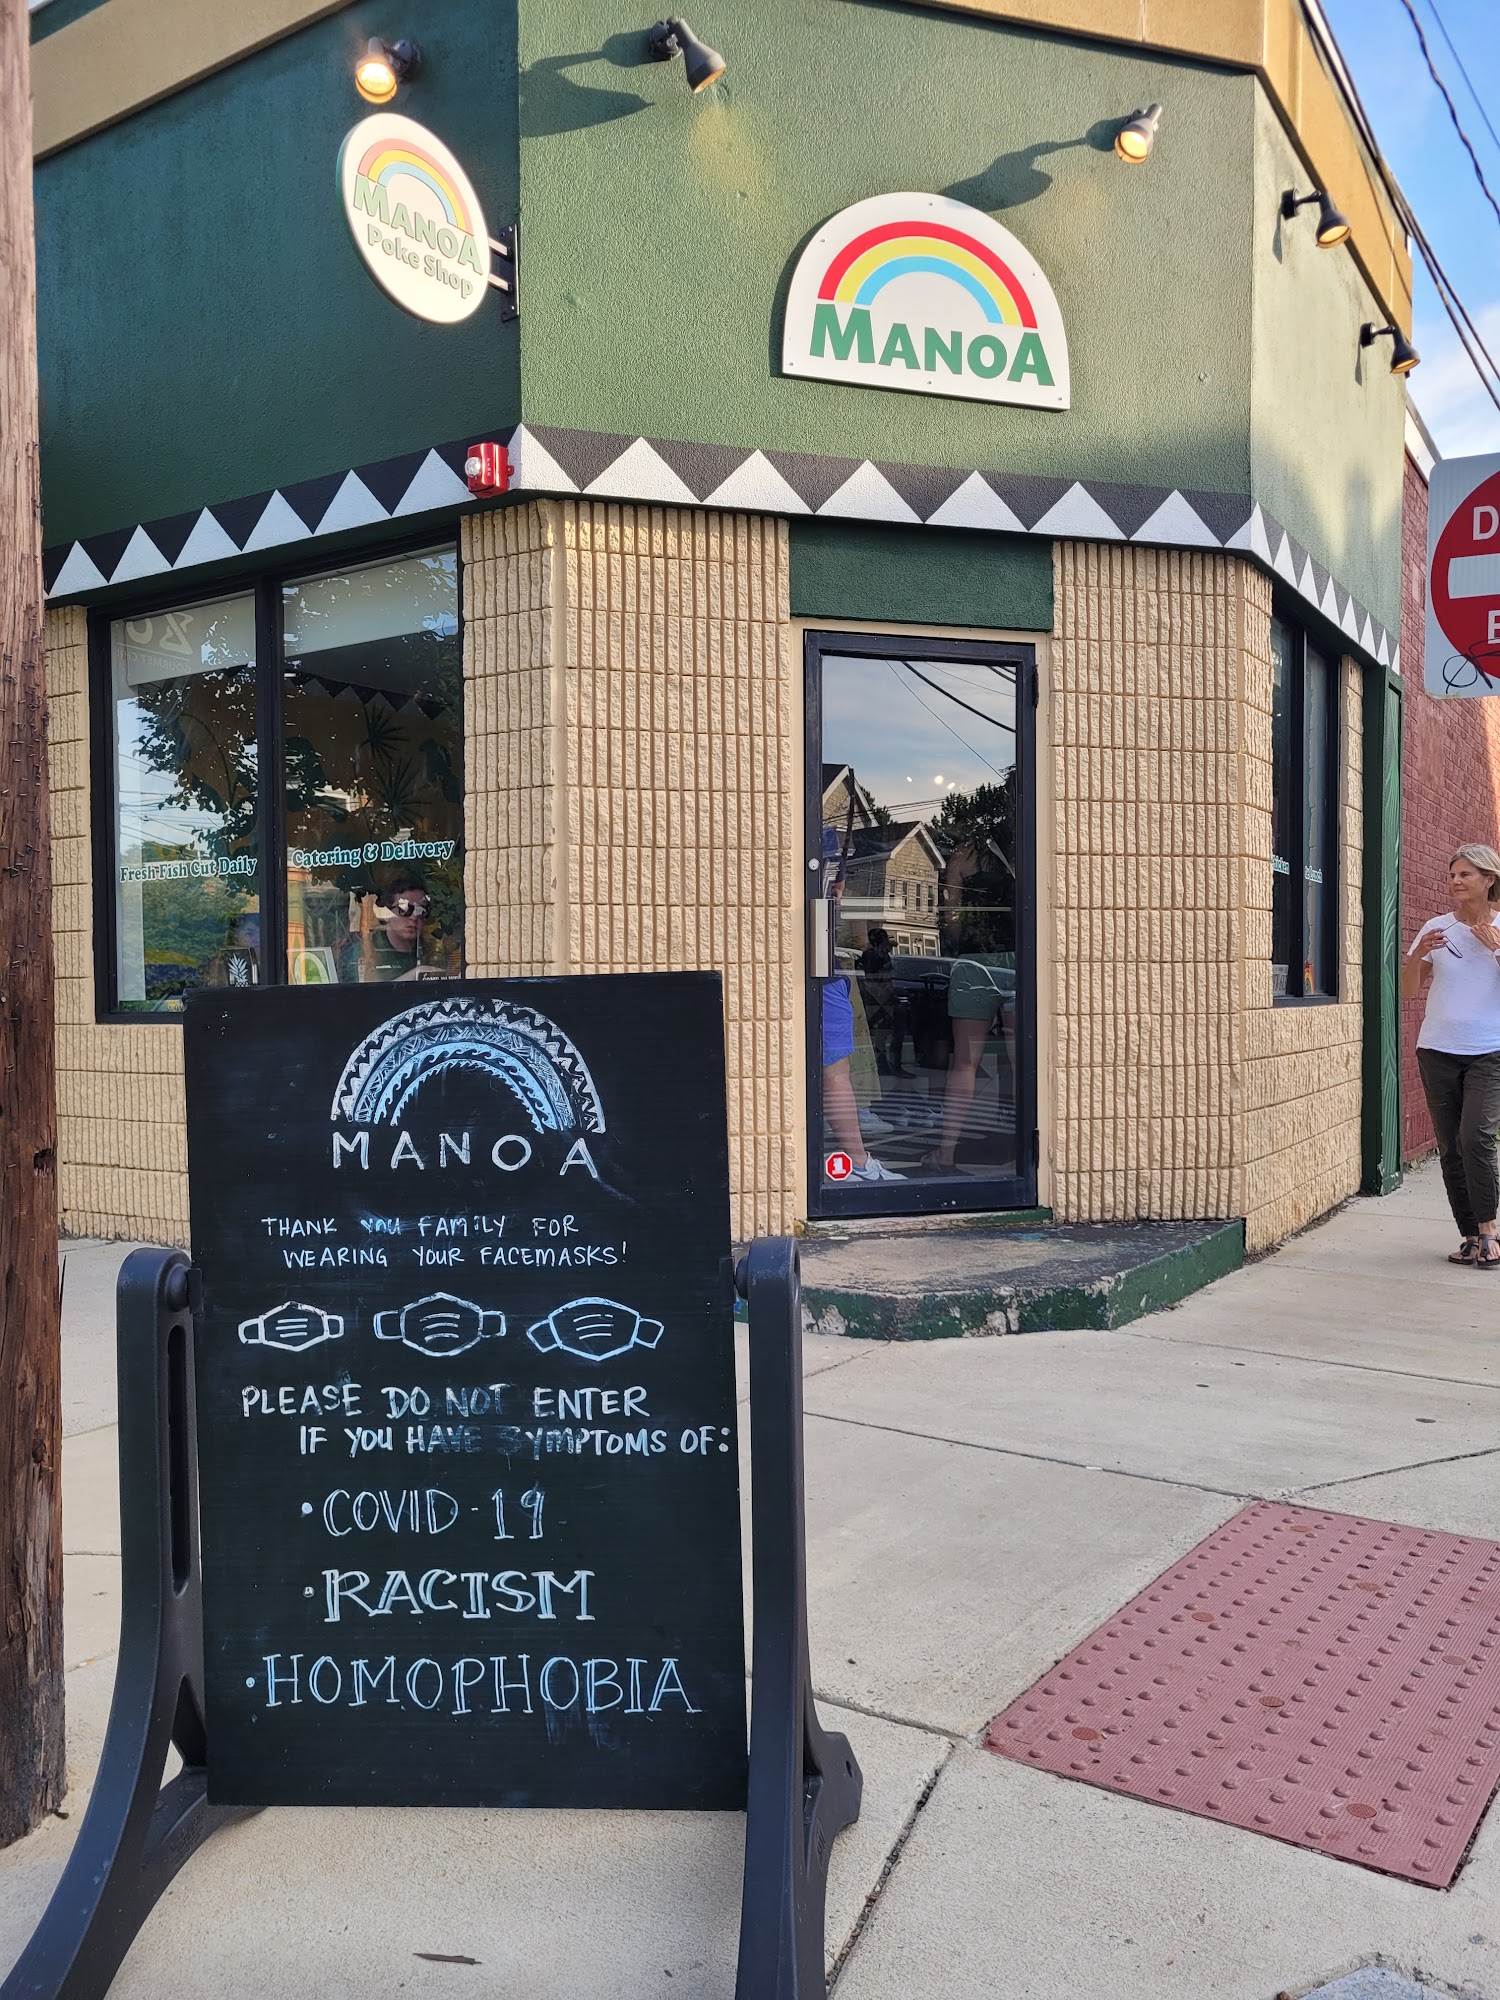 MANOA
Poke Shop
MANOA
Fresh Fish Cut Daily
Catering & Delivery
MANOA
THANK YOU FAMILY FOR
WEARING YOUR FACEMASKS!
PLEASE DO NOT ENTER
IF YOU HAVE SYMPTOMS OF:
• COVID-19
• RACISM
• HOMOPHOBIA